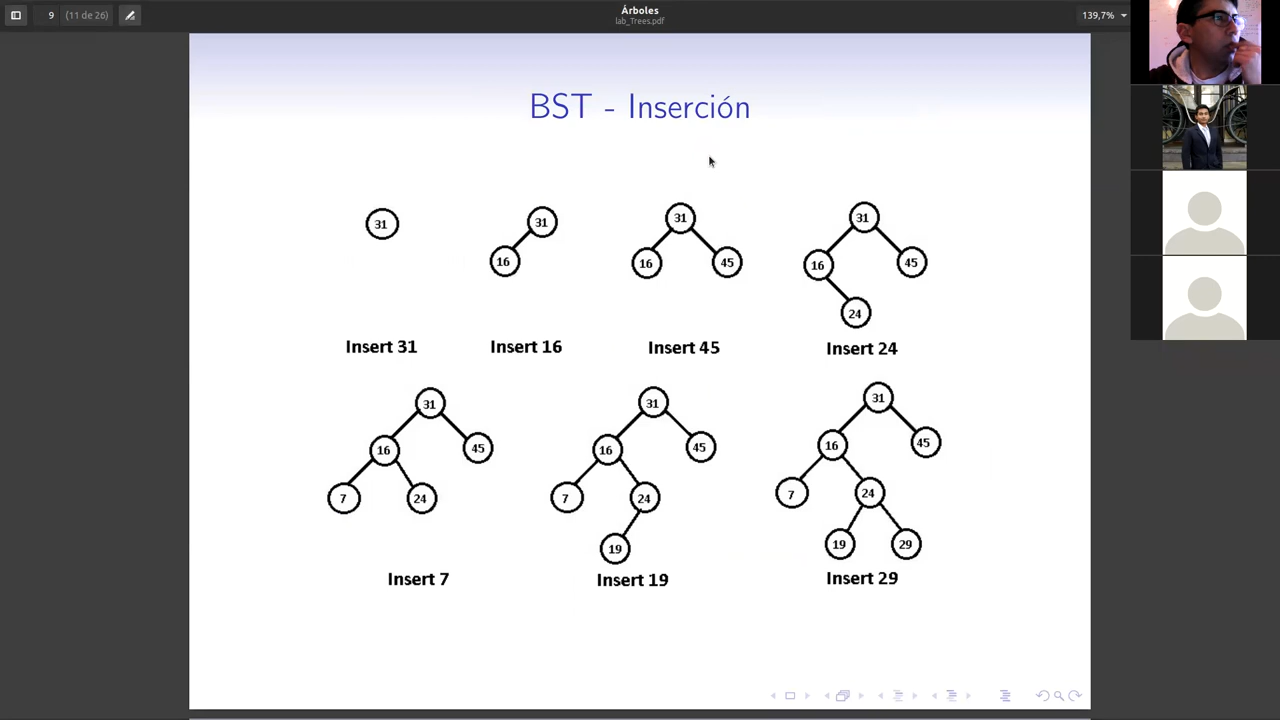 9
(11 de 26)
Árboles
lab_Trees.pdf
139,7%
BST - Inserción
31
31
16
31
16
45
31
16
45
24
Insert 31
Insert 16
Insert 45
Insert 24
31
16
45
7
24
31
16
45
7
24
19
31
16
45
7
24
19
29
Insert 7
Insert 19
Insert 29